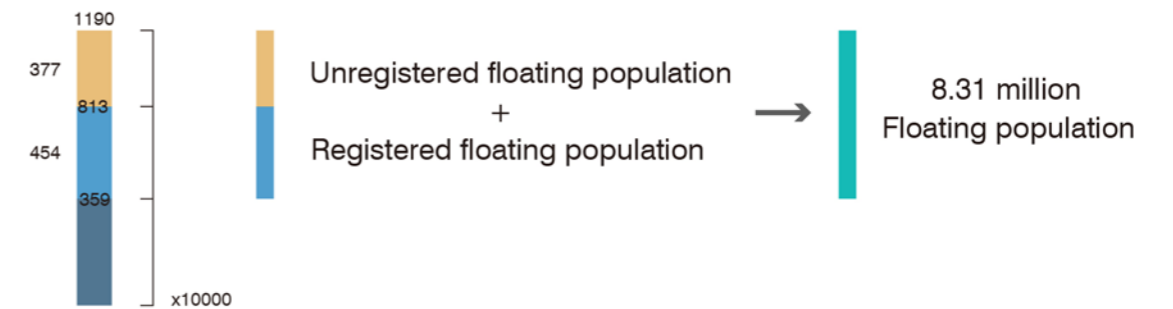 1190
377
813
454
359
x10000
Unregistered floating population
+
Registered floating population
8.31 million
Floating population